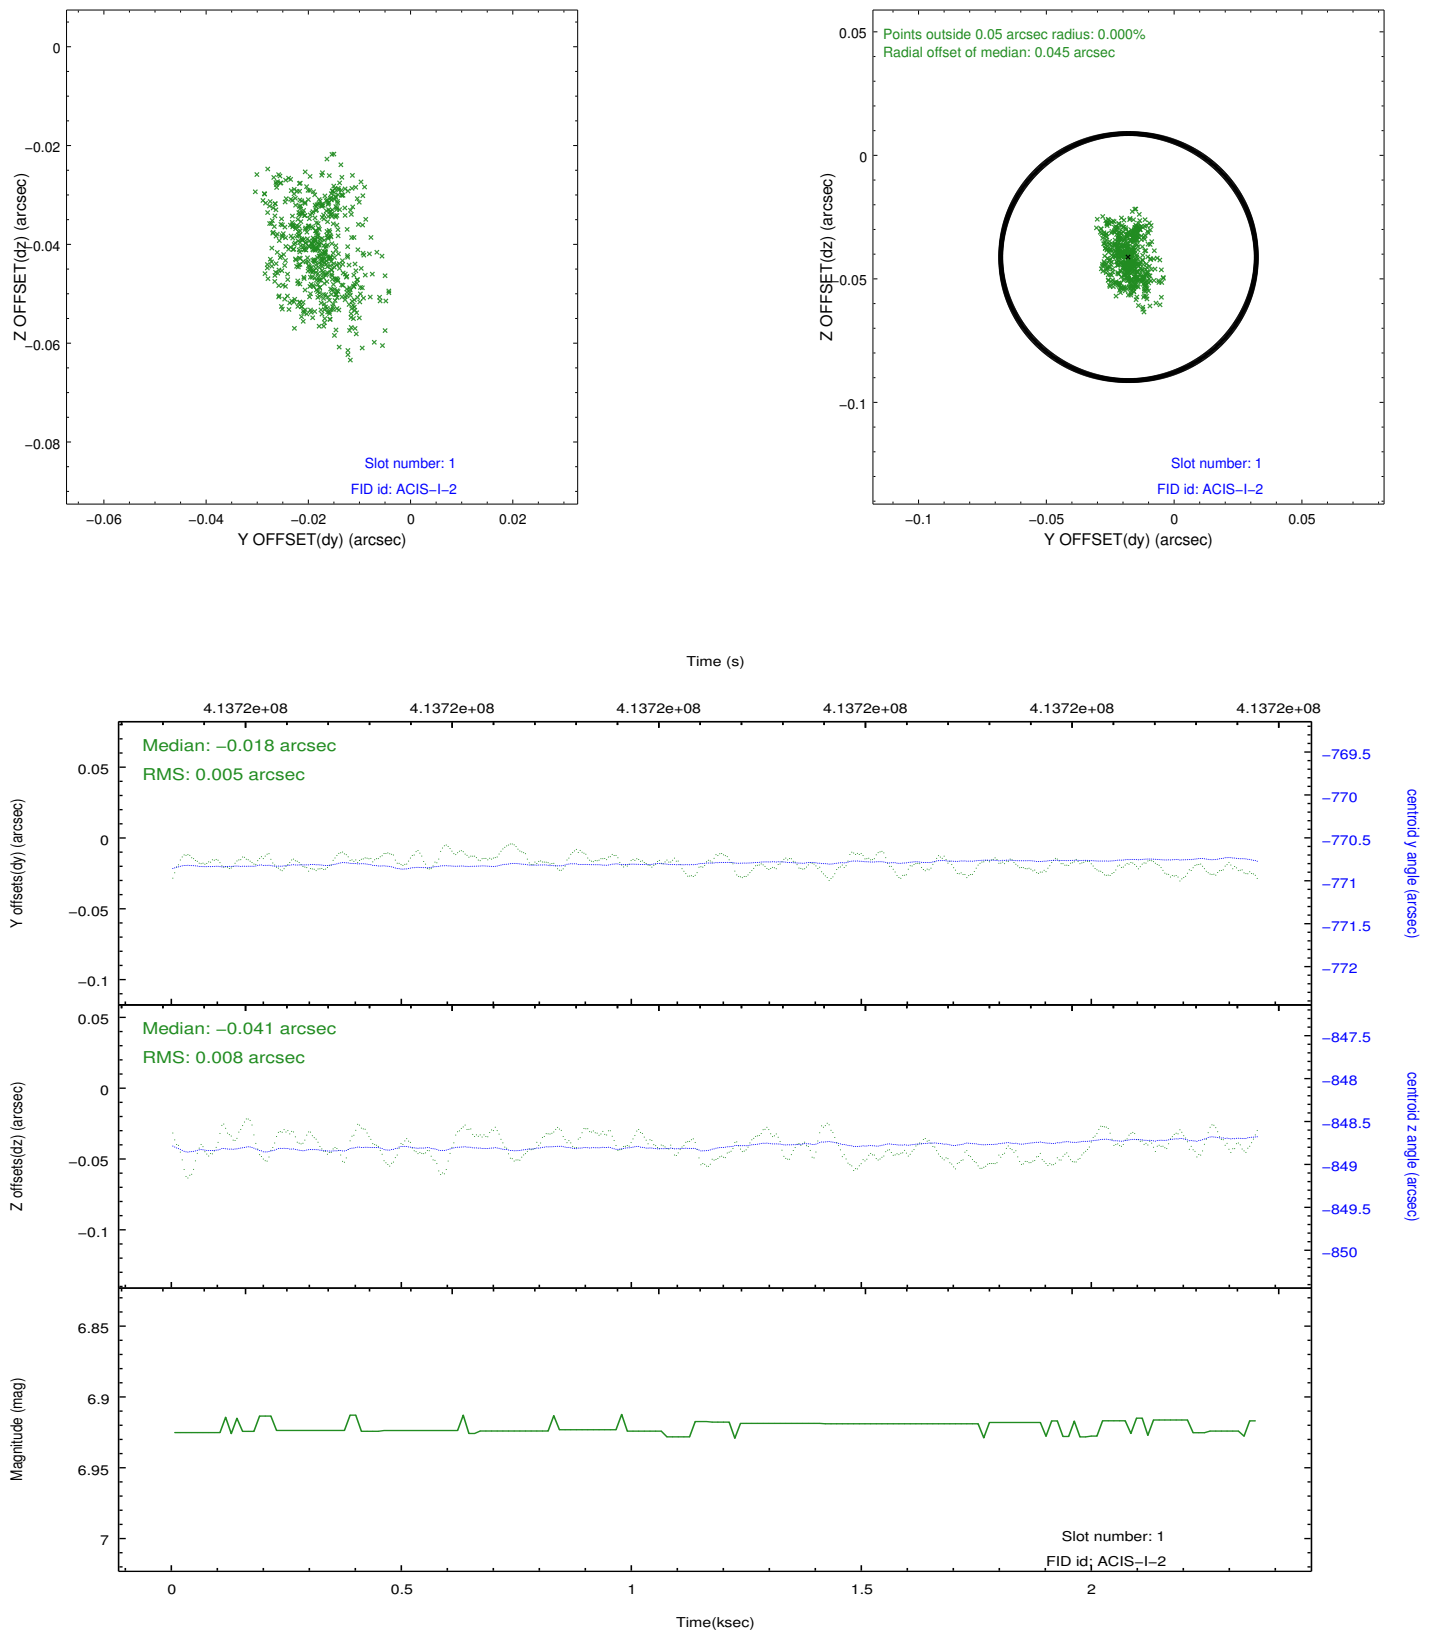 0
−0.02
−0.04
−0.06
−0.08
Z OFFSET(dz) (arcsec)
Slot number: 1
FID id: ACIS−I−2
−0.06
−0.04
−0.02
0
0.02
Y OFFSET(dy) (arcsec)
Points outside 0.05 arcsec radius: 0.000%
Radial offset of median: 0.045 arcsec
0.05
0
−0.05
−0.1
Z OFFSET(dz) (arcsec)
Slot number: 1
FID id: ACIS−I−2
−0.1
−0.05
0
0.05
Y OFFSET(dy) (arcsec)
Time (s)
4.1372e+08
4.1372e+08
4.1372e+08
4.1372e+08
4.1372e+08
4.1372e+08
Median: −0.018 arcsec
RMS: 0.005 arcsec
0.05
0
−0.05
−0.1
Y offsets(dy) (arcsec)
−769.5
−770
−770.5
−771
−771.5
−772
centroid y angle (arcsec)
Median: −0.041 arcsec
RMS: 0.008 arcsec
0.05
0
−0.05
−0.1
Z offsets(dz) (arcsec)
−847.5
−848
−848.5
−849
−849.5
−850
centroid z angle (arcsec)
6.85
6.9
6.95
7
Magnitude (mag)
Slot number: 1
FID id: ACIS−I−2
0
0.5
1
1.5
2
Time(ksec)